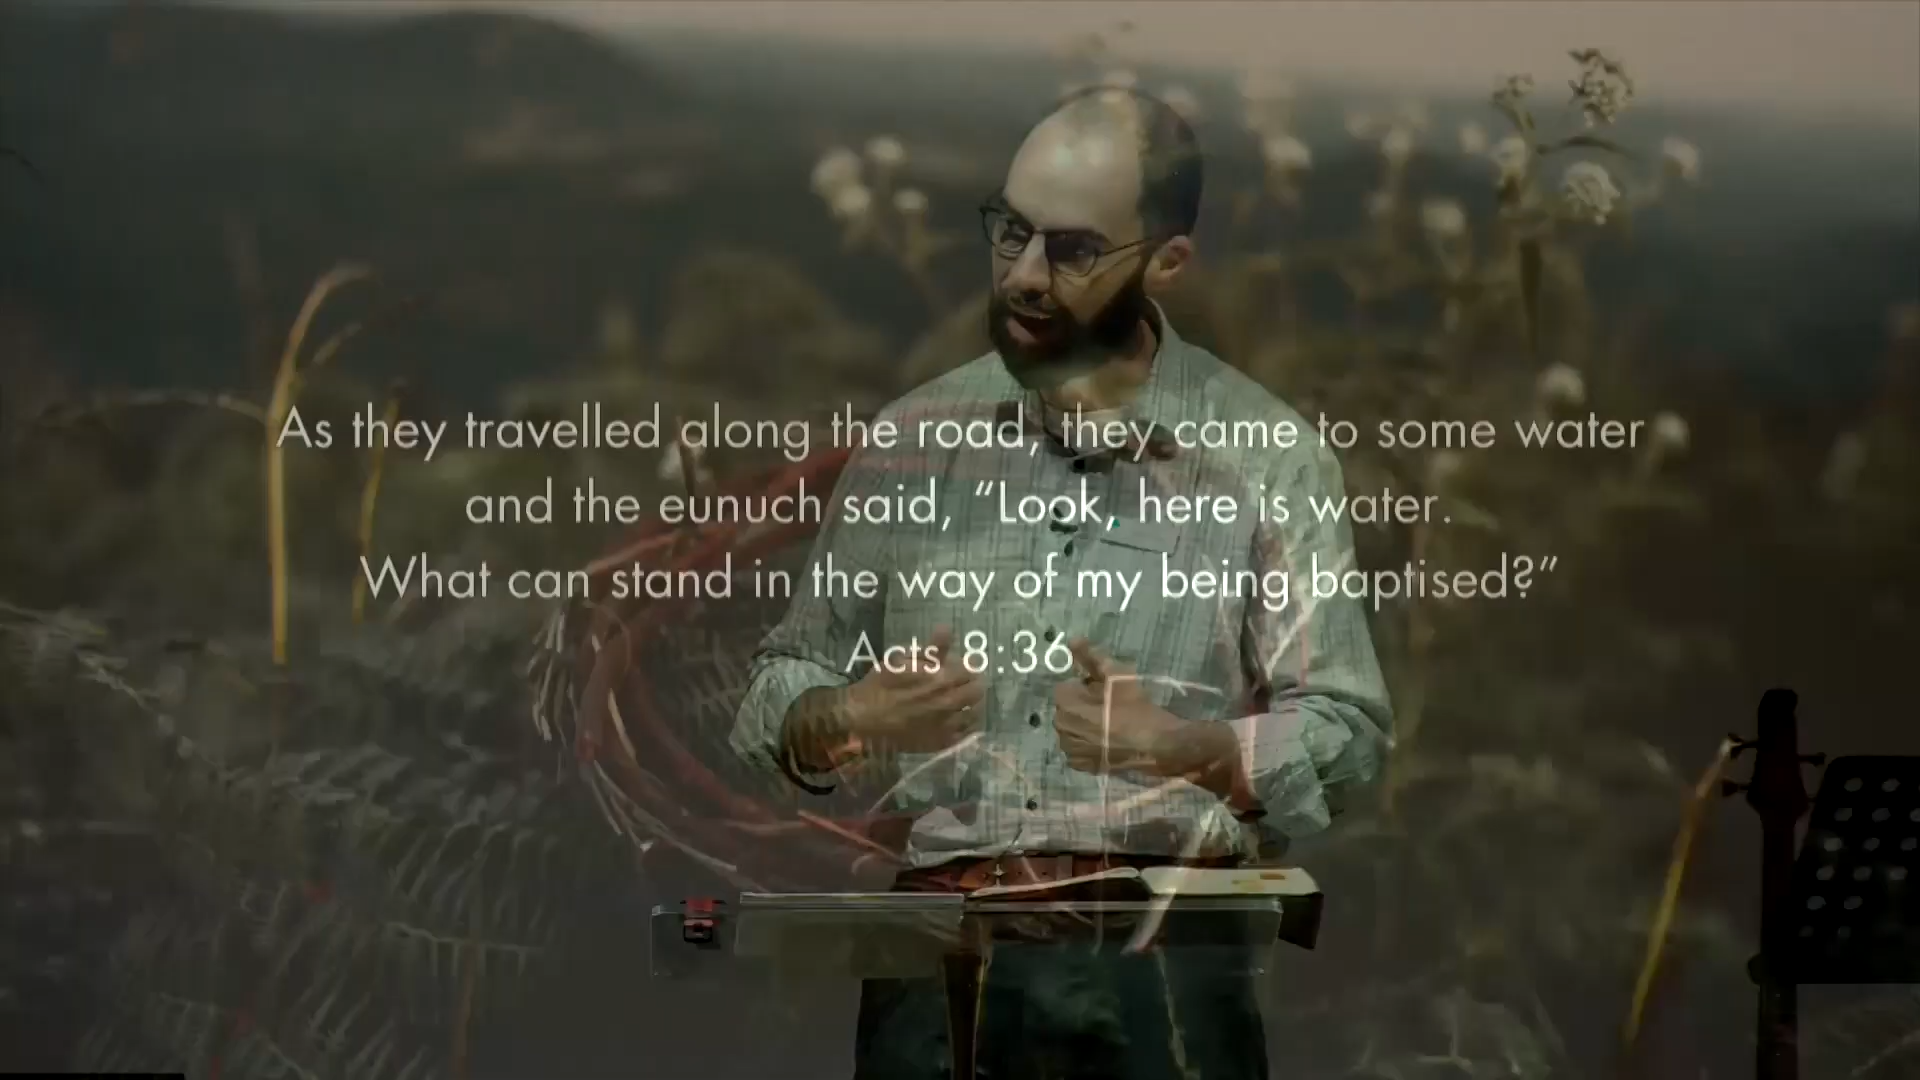 As they travelled along the road, they came to some water
and the eunuch said, “Look, here is water.
What can stand in the way of my being baptised?”
Acts 8:36